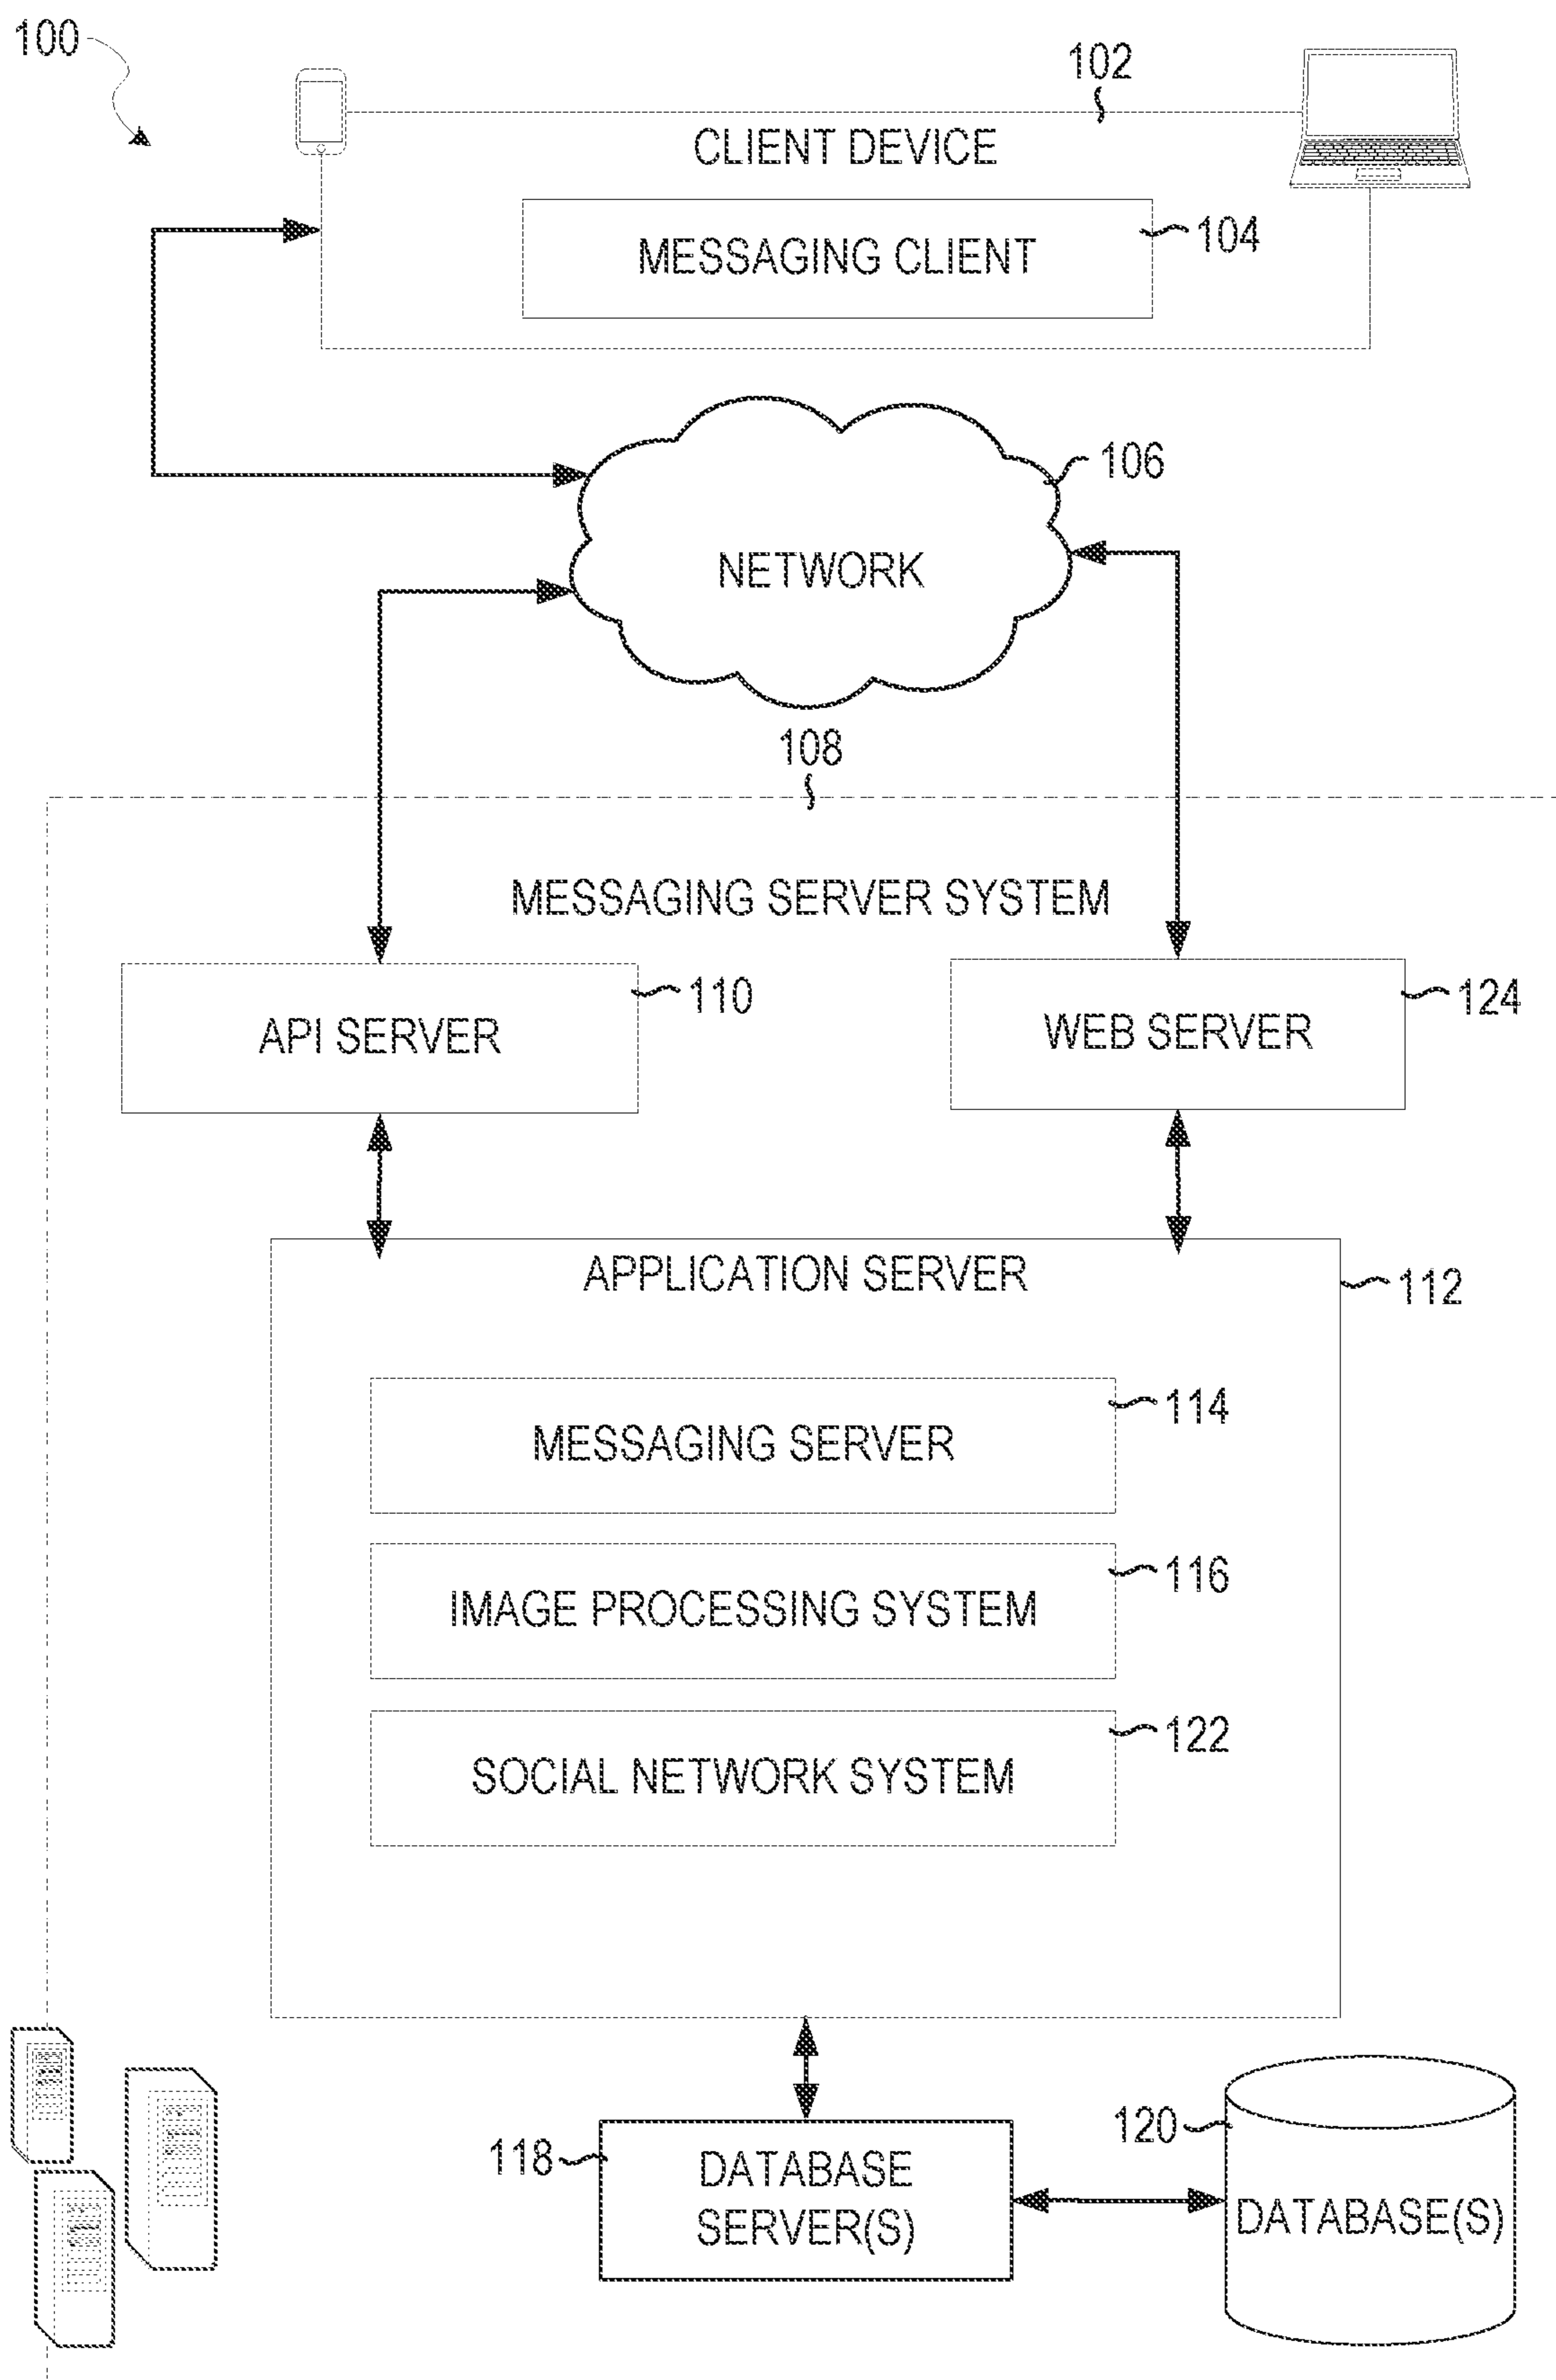 100
102
CLIENT DEVICE
MESSAGING CLIENT
104
106
NETWORK
108
MESSAGING SERVER SYSTEM
API SERVER
110
WEB SERVER
124
APPLICATION SERVER
112
MESSAGING SERVER
114
IMAGE PROCESSING SYSTEM
116
SOCIAL NETWORK SYSTEM
122
118
DATABASE
SERVER(S)
120
DATABASE(S)